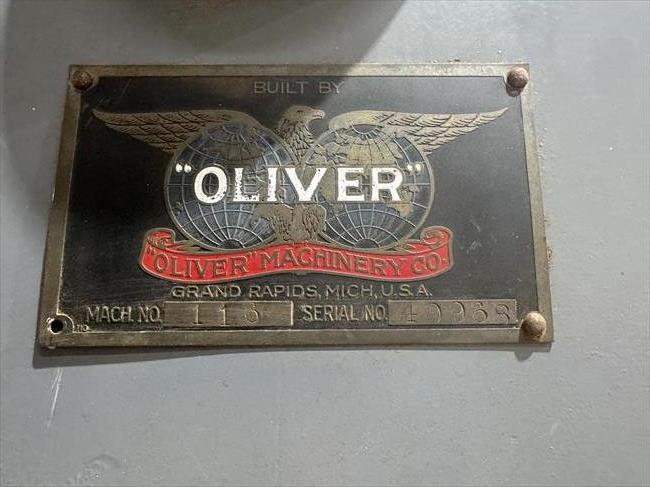 BUILT BY
"OLIVER"
"OLIVER" MACHINERY CO.
GRAND RAPIDS, MICH., U.S.A.
MACH. NO. SERIAL NO.